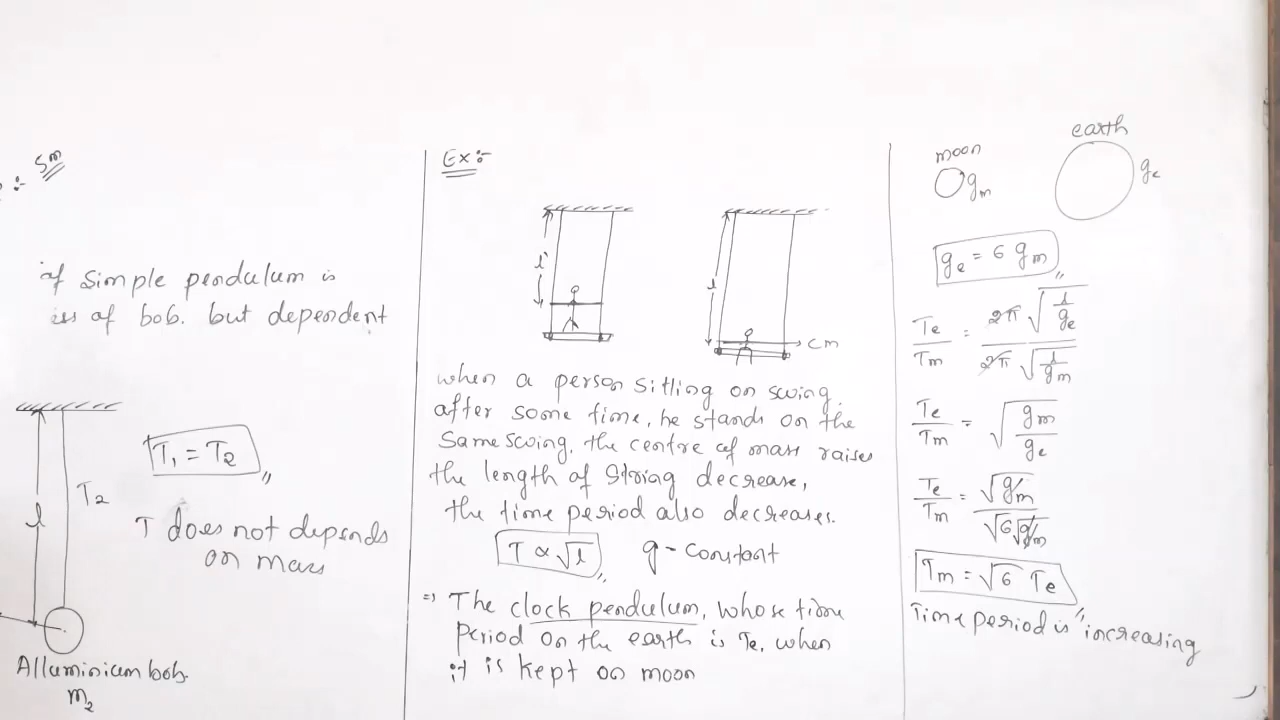 :- Sm
of simple pendulum is
of bob. but dependent
T₁ = T₂
T₂
l
T does not depends
on mass
Alluminium bob.
m₂
Ex:-
l'
l
cm
when a person sitling on swing.
after some time, he stands on the
same swing, the centre of mass raises
the length of string decrease,
the time period also decreases.
T ∝ √l g - constant
=> The clock pendulum, whose time
period on the earth is Te, when
it is kept on moon
moon
gm
earth
ge
ge = 6 gm
Te/Tm = 2π √(l/ge) / 2π √(l/gm)
Te/Tm = √(gm/ge)
Te/Tm = √gm / √6√gm
Tm = √6 Te
Time period is increasing